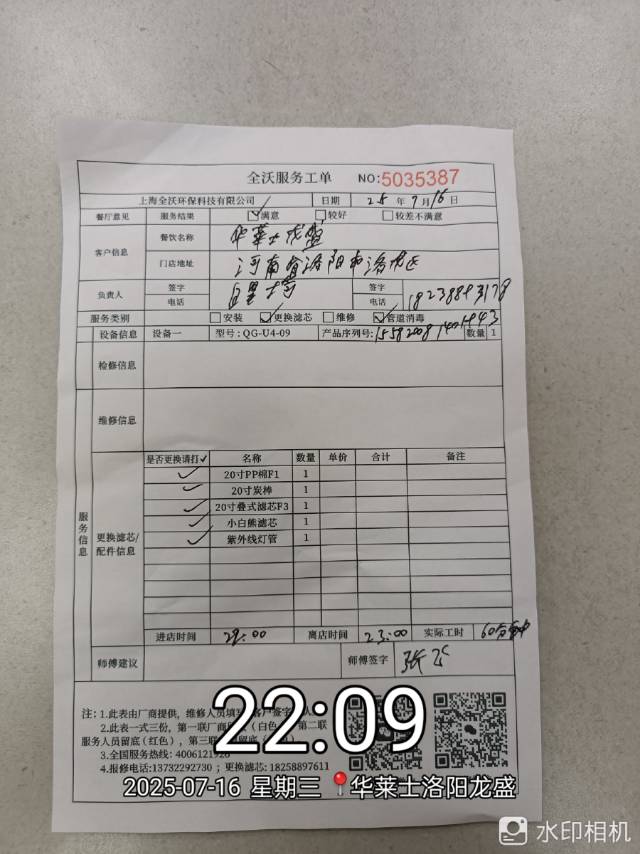 全沃服务工单 NO:5035387
上海全沃环保科技有限公司 日期 25年7月16日
餐厅意见 服务结果 ☑满意 □较好 □较差不满意
客户信息 餐饮名称 华莱士龙盛
门店地址 河南省洛阳市洛龙区
负责人 签字 签字
电话 电话 18238843178
服务类别 □安装 ☑更换滤芯 □维修 ☑管道消毒
设备信息 设备一 型号:QG-U4-09 产品序列号: 数量 1
检修信息
维修信息
服务信息
更换滤芯/配件信息
是否更换请打✓ 名称 数量 单价 合计 备注
✓ 20寸PP棉F1 1
✓ 20寸炭棒 1
✓ 20寸叠式滤芯F3 1
✓ 小白熊滤芯 1
✓ 紫外线灯管 1
进店时间 22:00 离店时间 23:00 实际工时 60分钟
师傅建议 师傅签字 张飞
注:1.此表由厂商提供,维修人员填
2.此表一式三份,第一联厂商 (白色 第二联
服务人员留底(红色),第三联
3.全国服务热线:400612192
4.报修电话:13732292730 ; 更换滤芯:18258897611
22:09
2025-07-16 星期三 华莱士洛阳龙盛
水印相机